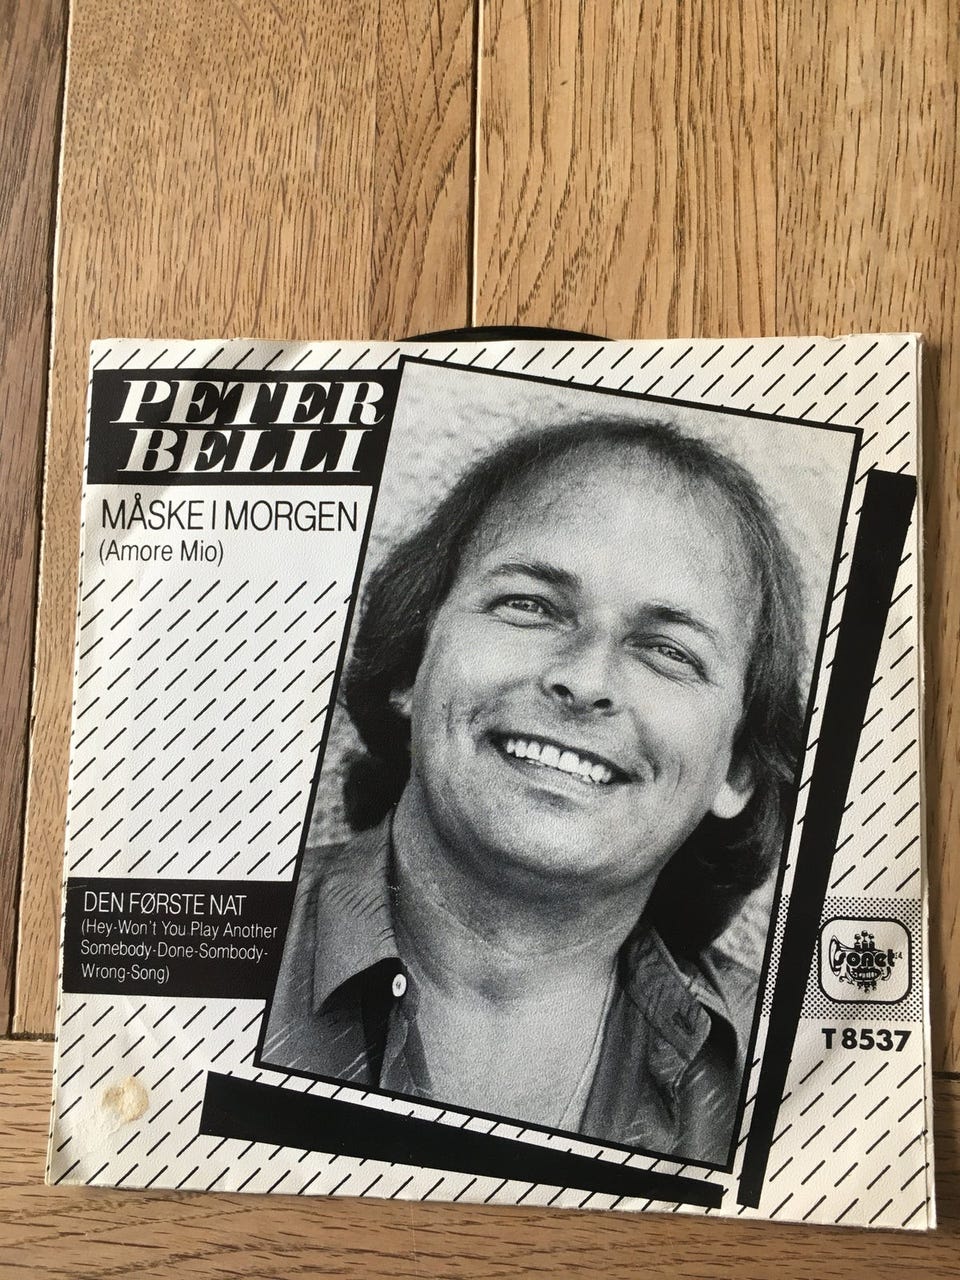 PETER
BELLI
MÅSKE I MORGEN
(Amore Mio)
DEN FØRSTE NAT
(Hey-Won't You Play Another
Somebody-Done-Sombody-
Wrong-Song)
sonet
T 8537